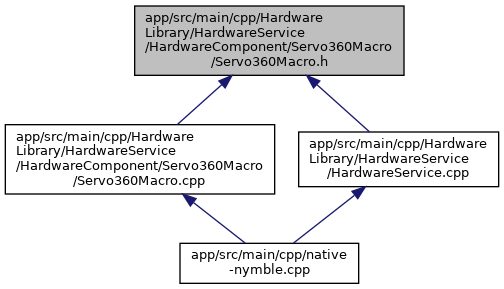 app/src/main/cpp/Hardware
Library/HardwareService
/HardwareComponent/Servo360Macro
/Servo360Macro.h
app/src/main/cpp/Hardware
Library/HardwareService
/HardwareComponent/Servo360Macro
/Servo360Macro.cpp
app/src/main/cpp/Hardware
Library/HardwareService
/HardwareService.cpp
app/src/main/cpp/native
-nymble.cpp